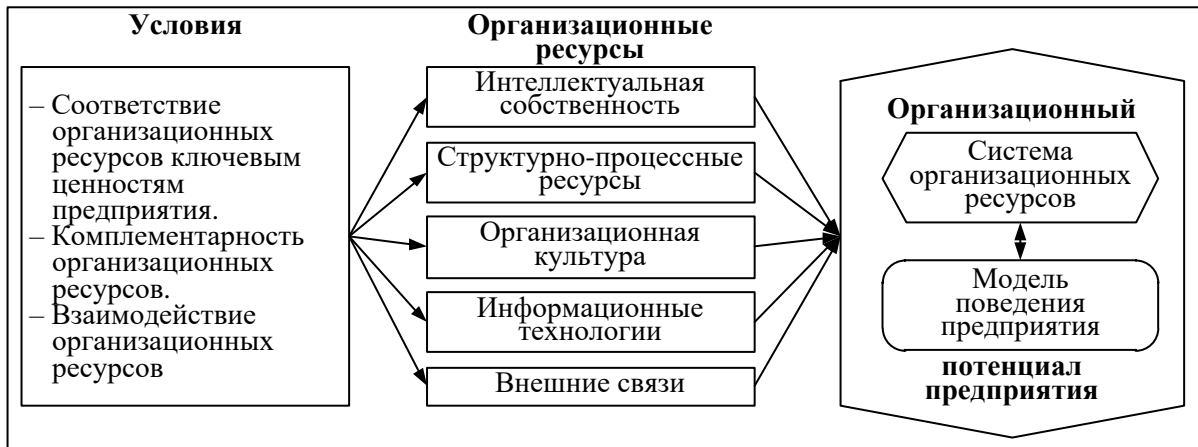 Условия
– Соответствие
организационных
ресурсов ключевым
ценностям
предприятия.
– Комплементарность
организационных
ресурсов.
– Взаимодействие
организационных
ресурсов
Организационные
ресурсы
Интеллектуальная
собственность
Структурно-процессные
ресурсы
Организационная
культура
Информационные
технологии
Внешние связи
Организационный
Система
организационных
ресурсов
Модель
поведения
предприятия
потенциал
предприятия